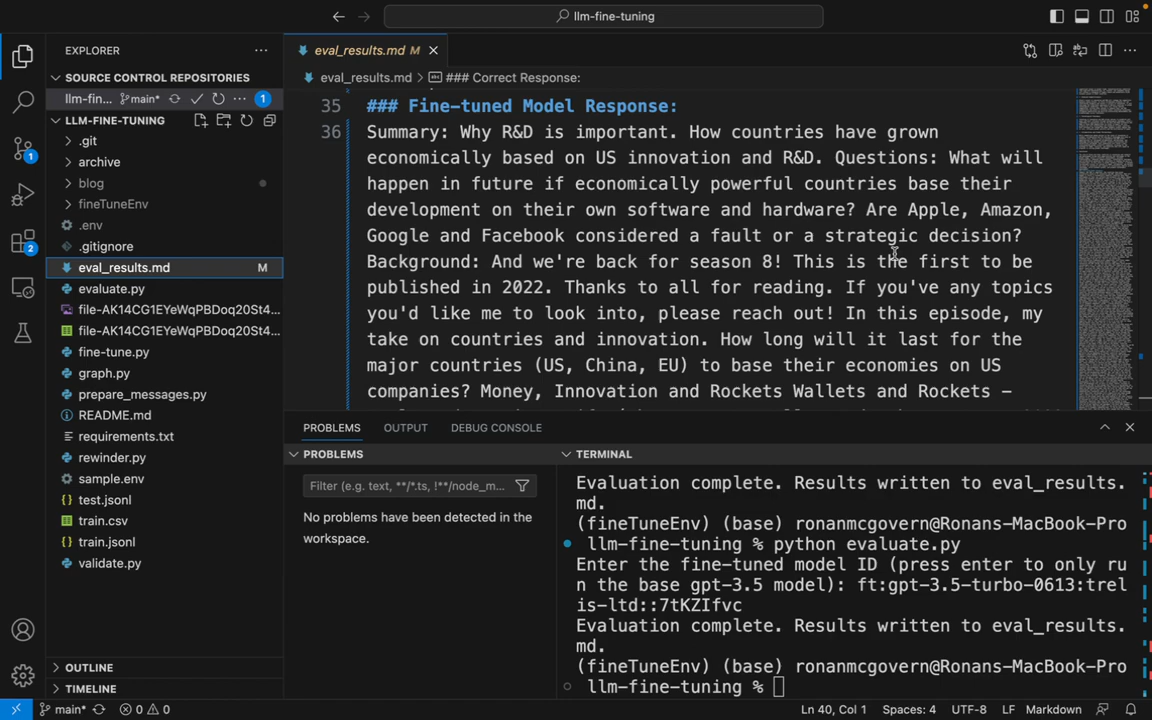 llm-fine-tuning
EXPLORER
SOURCE CONTROL REPOSITORIES
llm-fin... main* 1
LLM-FINE-TUNING
.git
archive
blog
fineTuneEnv
.env
.gitignore
eval_results.md M
evaluate.py
file-AK14CG1EYeWqPBDoq20St4...
file-AK14CG1EYeWqPBDoq20St4...
fine-tune.py
graph.py
prepare_messages.py
README.md
requirements.txt
rewinder.py
sample.env
test.jsonl
train.csv
train.jsonl
validate.py
OUTLINE
TIMELINE
1
2
eval_results.md M
eval_results.md > ### Correct Response:
35 ### Fine-tuned Model Response:
36 Summary: Why R&D is important. How countries have grown
economically based on US innovation and R&D. Questions: What will
happen in future if economically powerful countries base their
development on their own software and hardware? Are Apple, Amazon,
Google and Facebook considered a fault or a strategic decision?
Background: And we're back for season 8! This is the first to be
published in 2022. Thanks to all for reading. If you've any topics
you'd like me to look into, please reach out! In this episode, my
take on countries and innovation. How long will it last for the
major countries (US, China, EU) to base their economies on US
companies? Money, Innovation and Rockets Wallets and Rockets –
PROBLEMS OUTPUT DEBUG CONSOLE
PROBLEMS
Filter (e.g. text, **/*.ts, !**/node_m...
No problems have been detected in the
workspace.
TERMINAL
Evaluation complete. Results written to eval_results.
md.
(fineTuneEnv) (base) ronanmcgovern@Ronans-MacBook-Pro
llm-fine-tuning % python evaluate.py
Enter the fine-tuned model ID (press enter to only ru
n the base gpt-3.5 model): ft:gpt-3.5-turbo-0613:trel
is-ltd::7tKZIfvc
Evaluation complete. Results written to eval_results.
md.
(fineTuneEnv) (base) ronanmcgovern@Ronans-MacBook-Pro
llm-fine-tuning %
main* 0 0 Ln 40, Col 1 Spaces: 4 UTF-8 LF Markdown